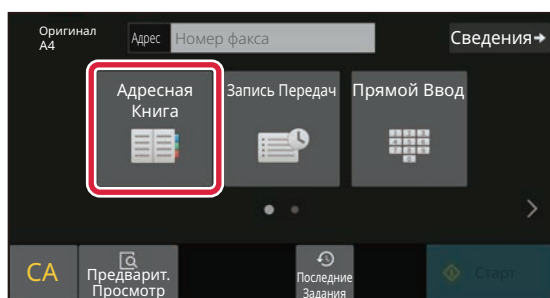 Оригинал
A4
Адрес
Номер факса
Сведения
Адресная
Книга
Запись Передач
Прямой Ввод
CA
Предварит.
Просмотр
Последние
Задания
Старт